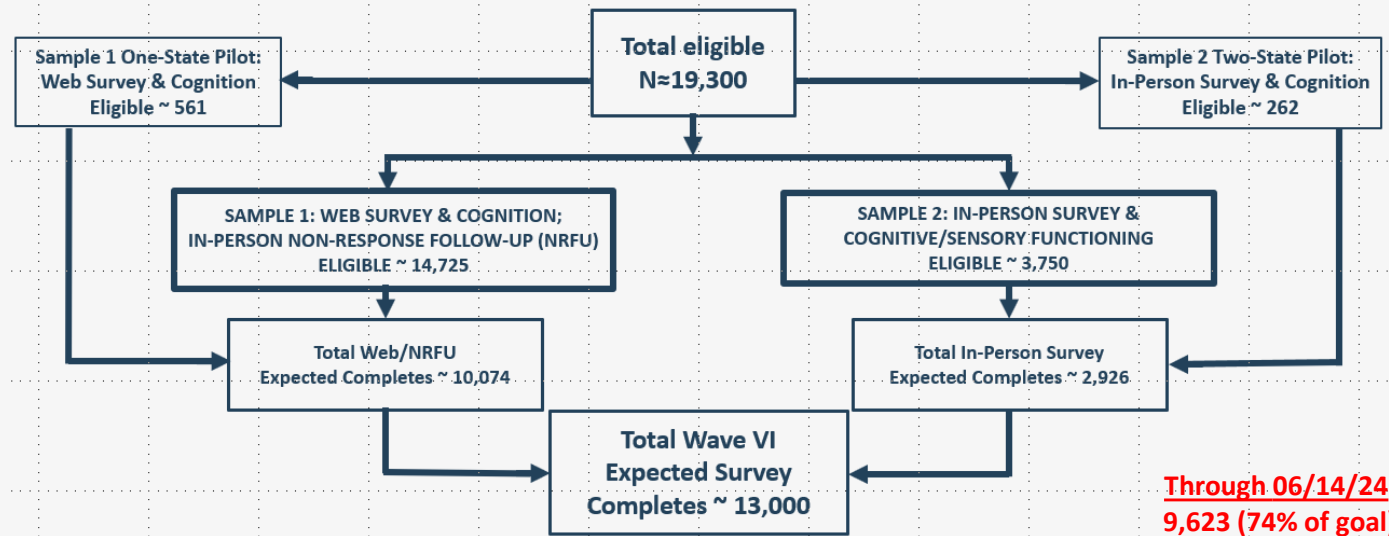 Total eligible
N≈19,300
Sample 1 One-State Pilot:
Web Survey & Cognition
Eligible ~ 561
Sample 2 Two-State Pilot:
In-Person Survey & Cognition
Eligible ~ 262
SAMPLE 1: WEB SURVEY & COGNITION;
IN-PERSON NON-RESPONSE FOLLOW-UP (NRFU)
ELIGIBLE ~ 14,725
SAMPLE 2: IN-PERSON SURVEY &
COGNITIVE/SENSORY FUNCTIONING
ELIGIBLE ~ 3,750
Total Web/NRFU
Expected Completes ~ 10,074
Total In-Person Survey
Expected Completes ~ 2,926
Total Wave VI
Expected Survey
Completes ~ 13,000
Through 06/14/24
9,623 (74% of goal)